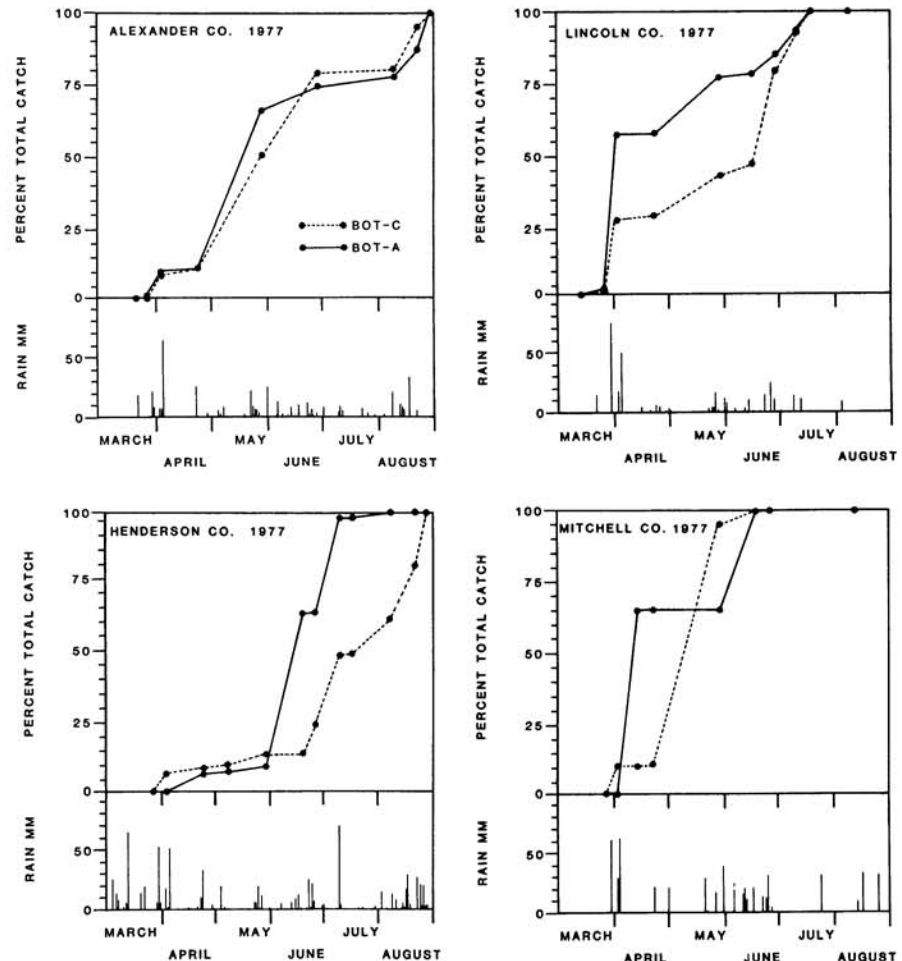 ALEXANDER CO. 1977
PERCENT TOTAL CATCH
100
75
50
25
0
BOT-C
BOT-A
RAIN MM
50
0
MARCH MAY JULY
APRIL JUNE AUGUST
LINCOLN CO. 1977
PERCENT TOTAL CATCH
100
75
50
25
0
RAIN MM
50
0
MARCH MAY JULY
APRIL JUNE AUGUST
HENDERSON CO. 1977
PERCENT TOTAL CATCH
100
75
50
25
0
RAIN MM
50
0
MARCH MAY JULY
APRIL JUNE AUGUST
MITCHELL CO. 1977
PERCENT TOTAL CATCH
100
75
50
25
0
RAIN MM
50
0
MARCH MAY JULY
APRIL JUNE AUGUST